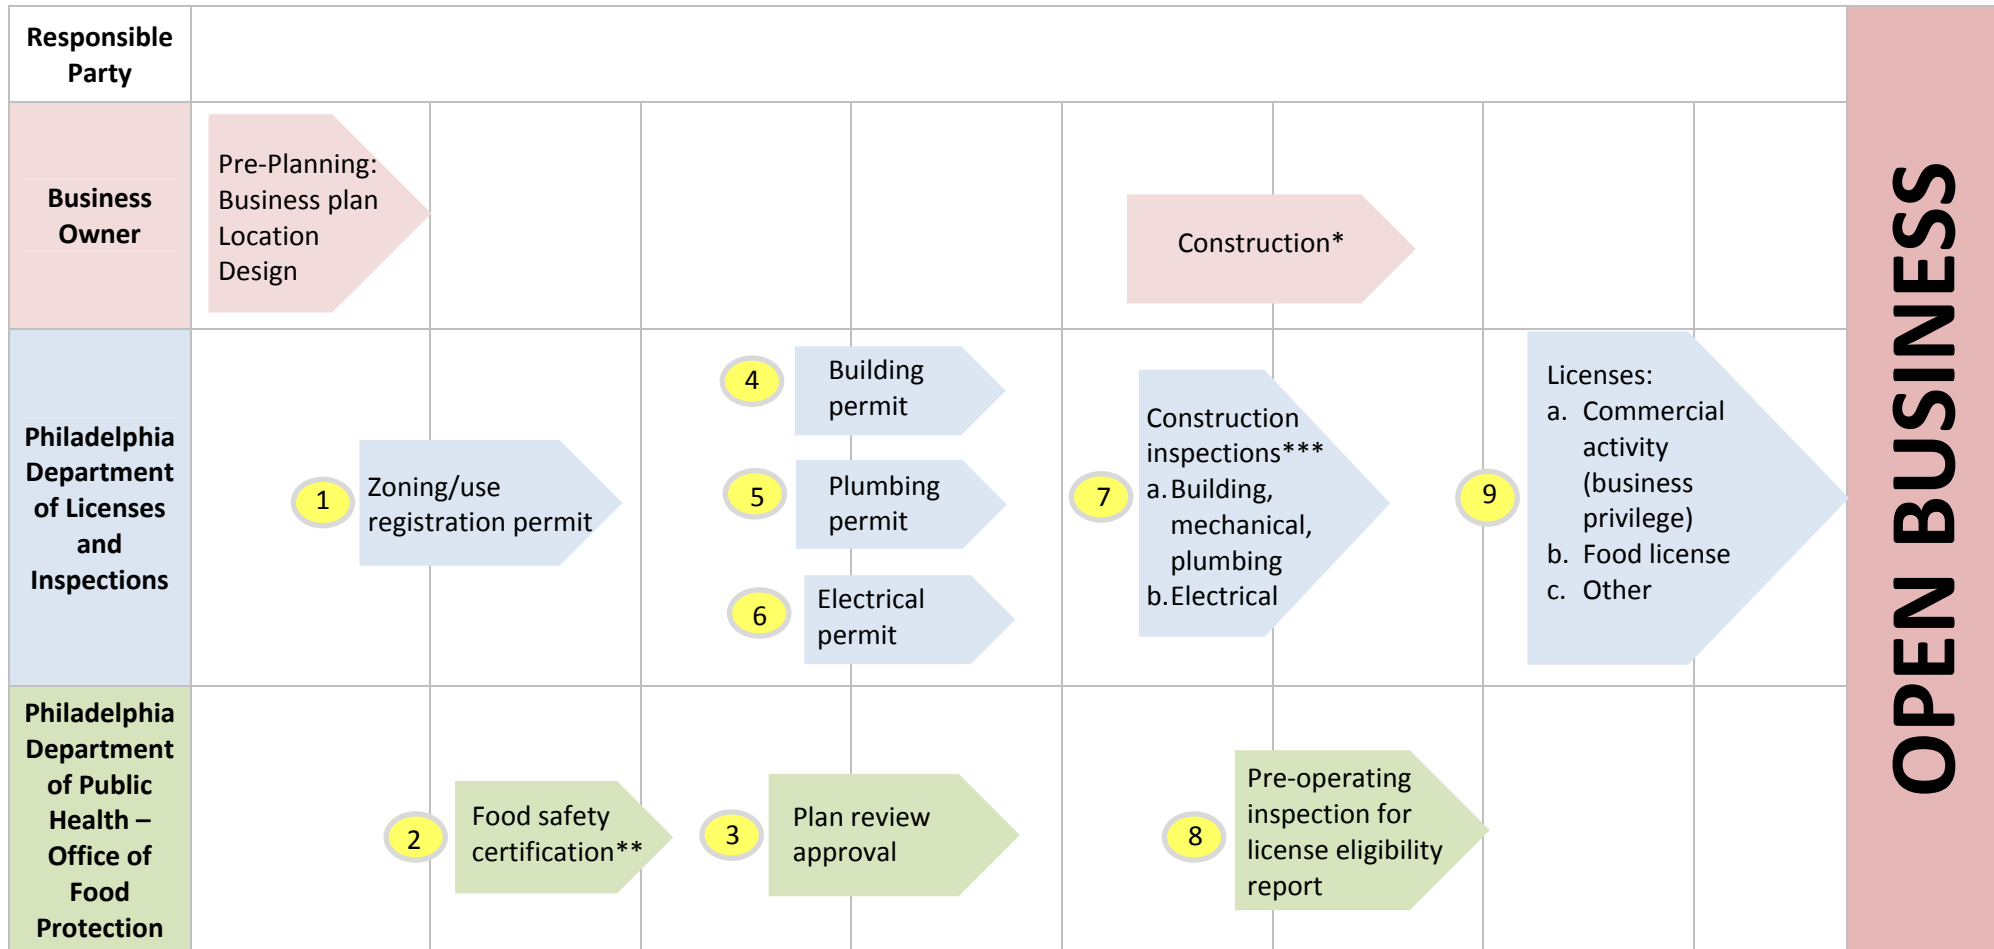 Responsible
Party
Business
Owner
Pre-Planning:
Business plan
Location
Design
Construction*
Philadelphia
Department
of Licenses
and
Inspections
1
Zoning/use
registration permit
4
Building
permit
5
Plumbing
permit
6
Electrical
permit
7
Construction
inspections***
a. Building,
mechanical,
plumbing
b. Electrical
9
Licenses:
a. Commercial
activity
(business
privilege)
b. Food license
c. Other
Philadelphia
Department
of Public
Health –
Office of
Food
Protection
2
Food safety
certification**
3
Plan review
approval
8
Pre-operating
inspection for
license eligibility
report
OPEN BUSINESS